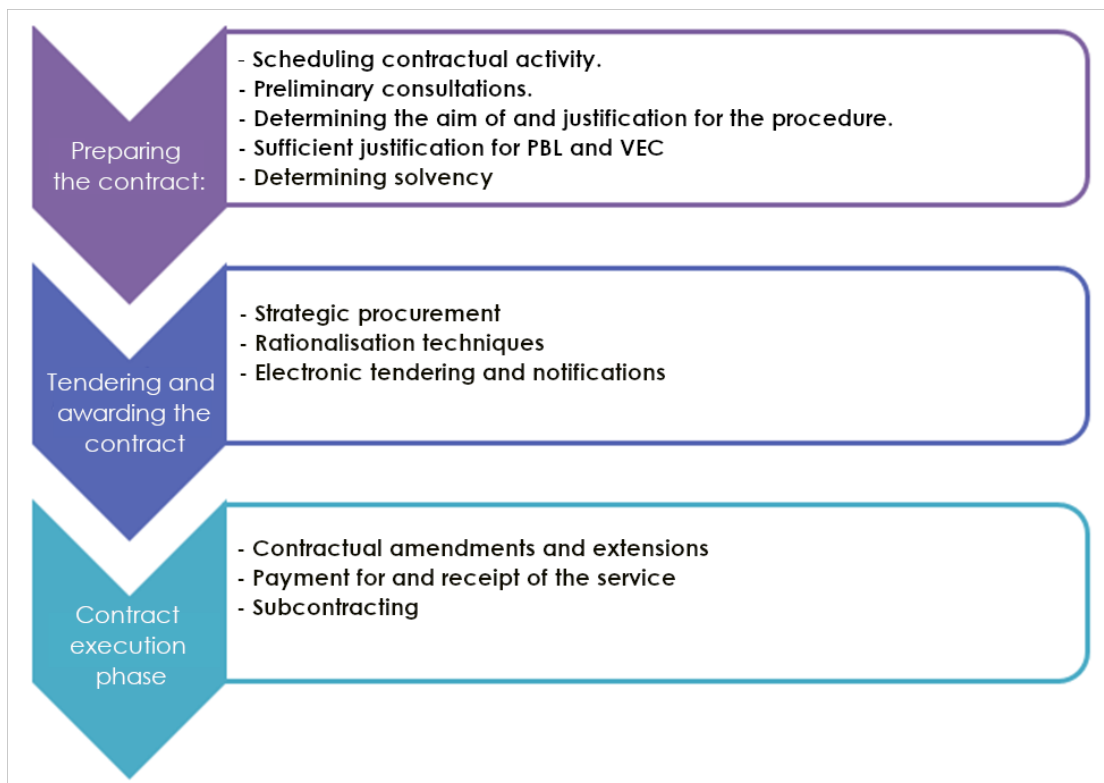 Preparing
the contract:
- Scheduling contractual activity.
- Preliminary consultations.
- Determining the aim of and justification for the procedure.
- Sufficient justification for PBL and VEC
- Determining solvency
Tendering and
awarding the
contract
- Strategic procurement
- Rationalisation techniques
- Electronic tendering and notifications
Contract
execution
phase
- Contractual amendments and extensions
- Payment for and receipt of the service
- Subcontracting